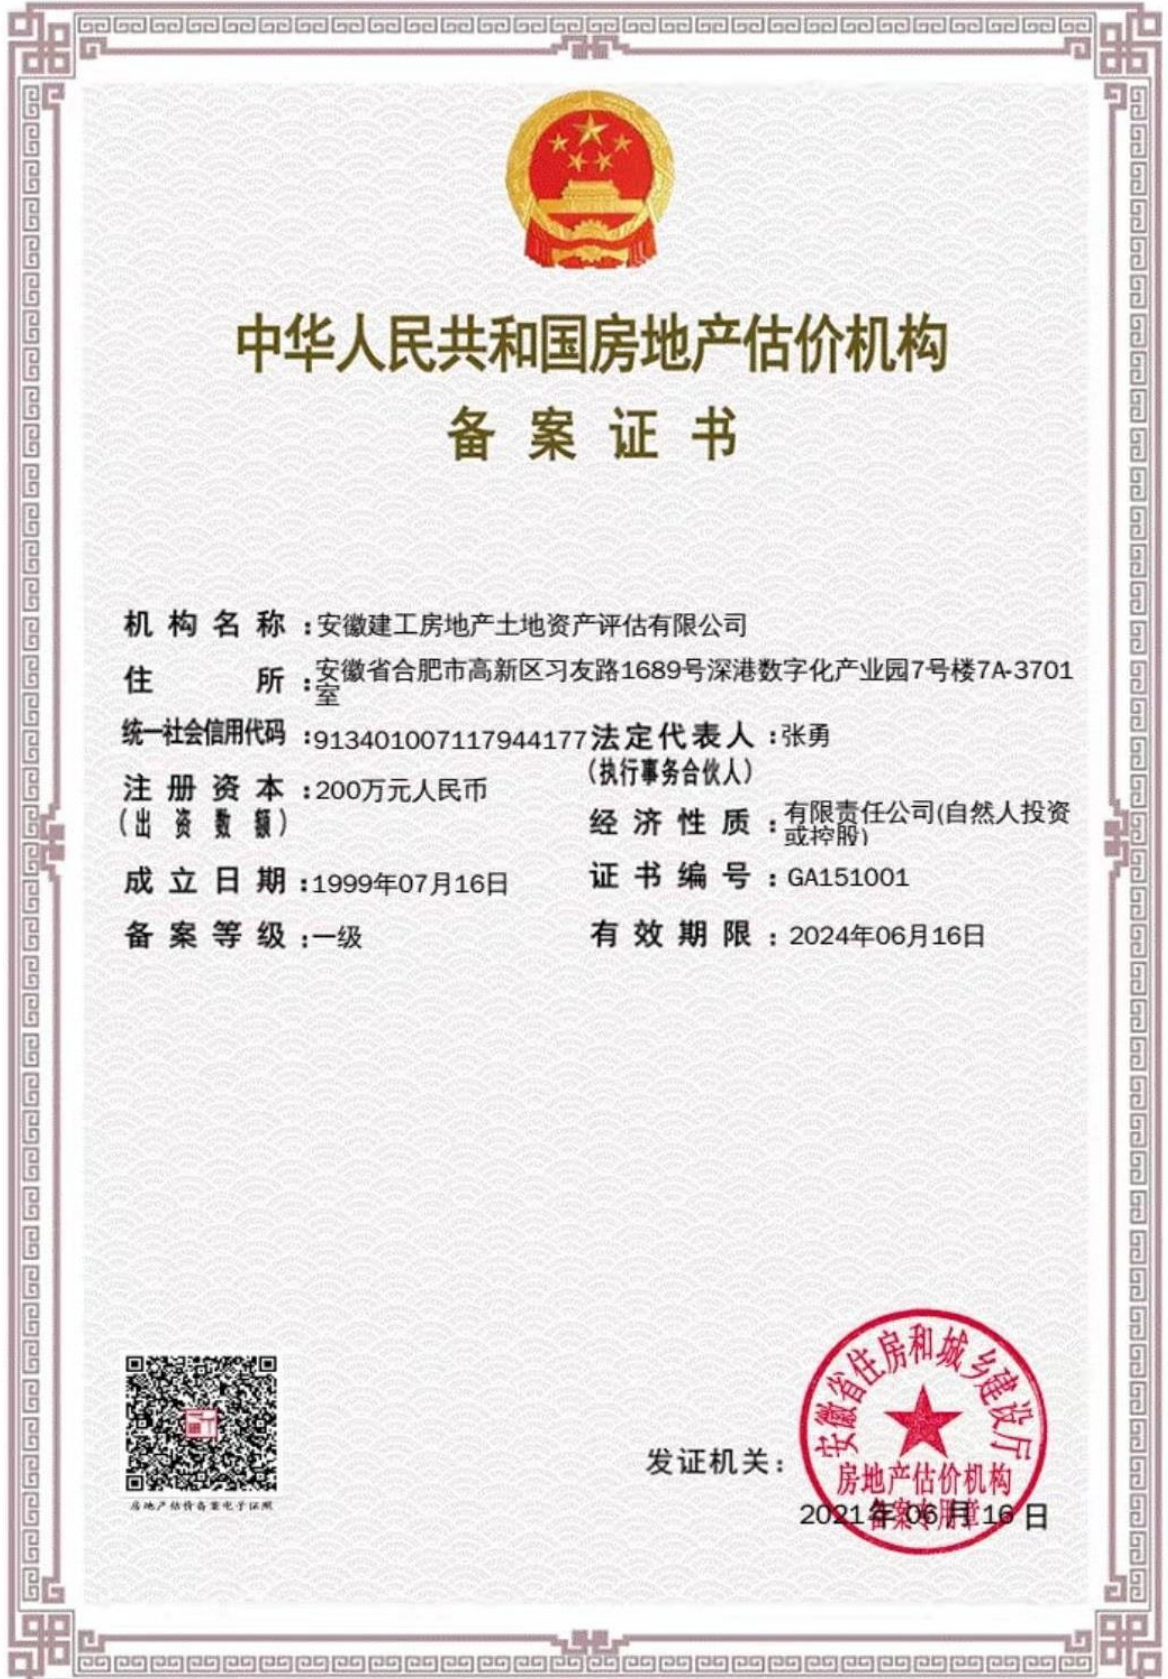 中华人民共和国房地产估价机构
备案证书
机构名称:安徽建工房地产土地资产评估有限公司
住所:安徽省合肥市高新区习友路1689号深港数字化产业园7号楼7A-3701
室
统一社会信用代码:913401007117944177
法定代表人:张勇
(执行事务合伙人)
注册资本:200万元人民币
(出资数额)
经济性质:有限责任公司(自然人投资
或控股)
成立日期:1999年07月16日
证书编号:GA151001
备案等级:一级
有效期限:2024年06月16日
房地产估价备案电子证照
发证机关:
安徽省住房和城乡建设厅
房地产估价机构
备案专用章
2021年06月16日